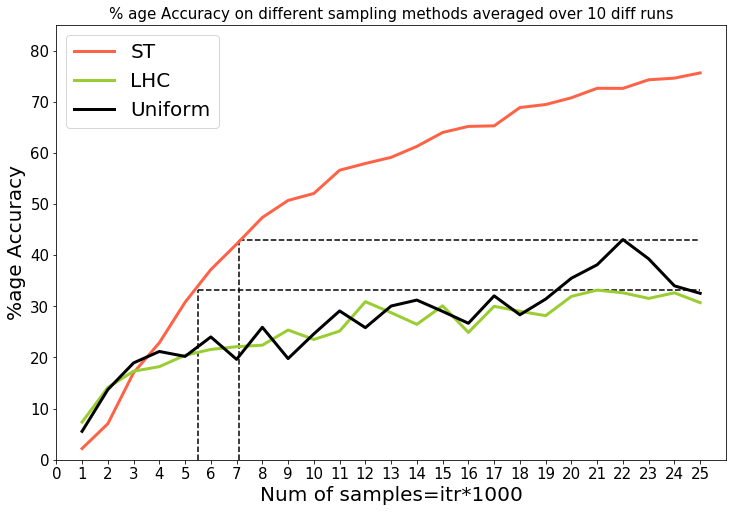 % age Accuracy on different sampling methods averaged over 10 diff runs
ST
LHC
Uniform
%age Accuracy
80
70
60
50
40
30
20
10
0
0 1 2 3 4 5 6 7 8 9 10 11 12 13 14 15 16 17 18 19 20 21 22 23 24 25
Num of samples=itr*1000